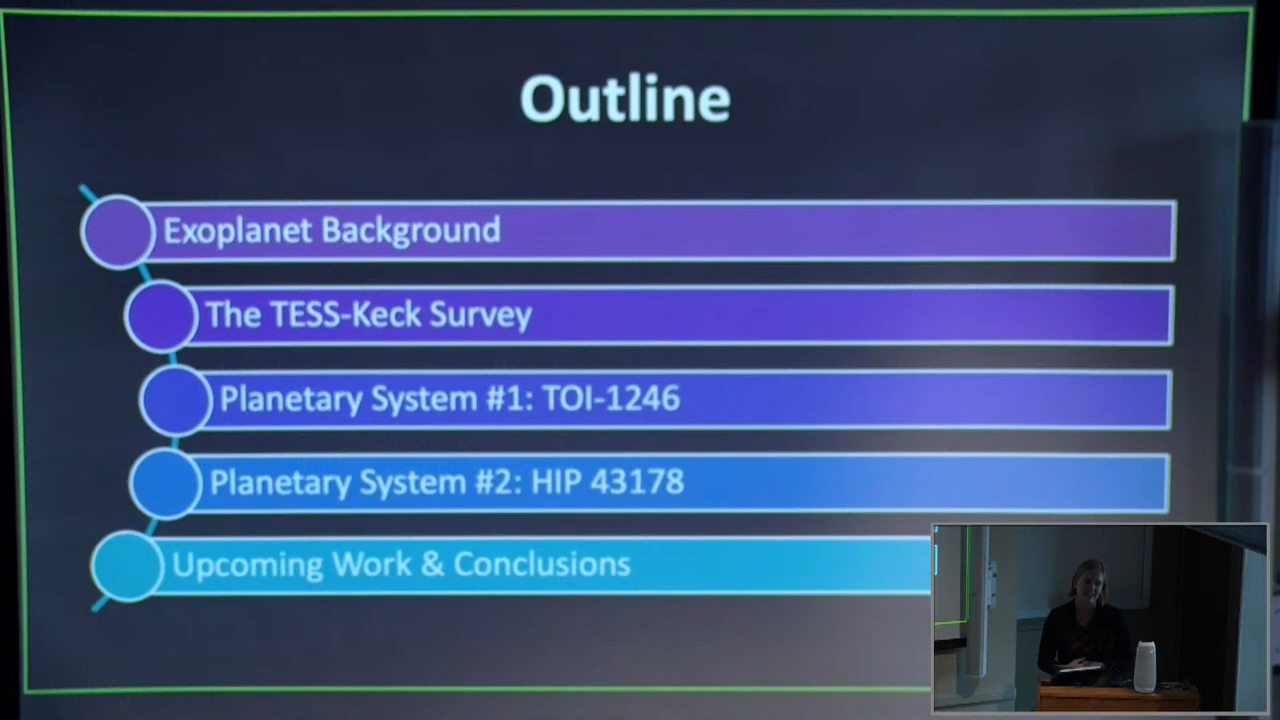 Outline
Exoplanet Background
The TESS-Keck Survey
Planetary System #1: TOI-1246
Planetary System #2: HIP 43178
Upcoming Work & Conclusions